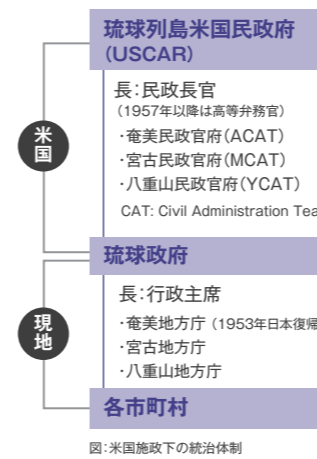 琉球列島米国民政府
(USCAR)
長：民政長官
（1957年以降は高等弁務官）
・奄美民政官府（ACAT）
・宮古民政官府（MCAT）
・八重山民政官府（YCAT）
CAT: Civil Administration
米国
琉球政府
長：行政主席
・奄美地方庁（1953年日本復帰
・宮古地方庁
・八重山地方庁
現地
各市町村
図：米国施政下の統治体制